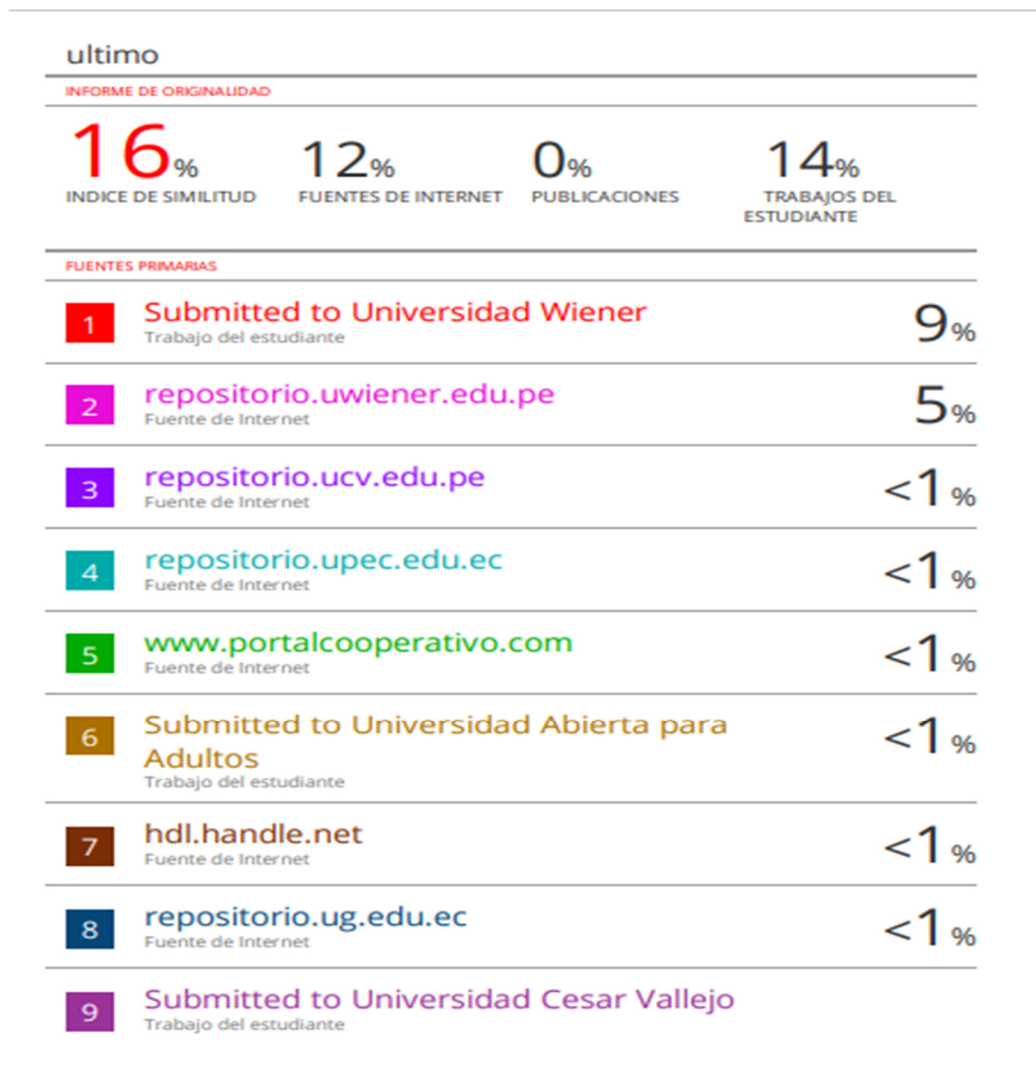 ultimo
INFORME DE ORIGINALIDAD
16% 12% 0% 14%
INDICE DE SIMILITUD FUENTES DE INTERNET PUBLICACIONES TRABAJOS DEL
ESTUDIANTE
FUENTES PRIMARIAS
1 Submitted to Universidad Wiener 9%
Trabajo del estudiante
2 repositorio.uwiener.edu.pe 5%
Fuente de Internet
3 repositorio.ucv.edu.pe <1%
Fuente de Internet
4 repositorio.upec.edu.ec <1%
Fuente de Internet
5 www.portalcooperativo.com <1%
Fuente de Internet
6 Submitted to Universidad Abierta para <1%
Adultos
Trabajo del estudiante
7 hdl.handle.net <1%
Fuente de Internet
8 repositorio.ug.edu.ec <1%
Fuente de Internet
9 Submitted to Universidad Cesar Vallejo
Trabajo del estudiante